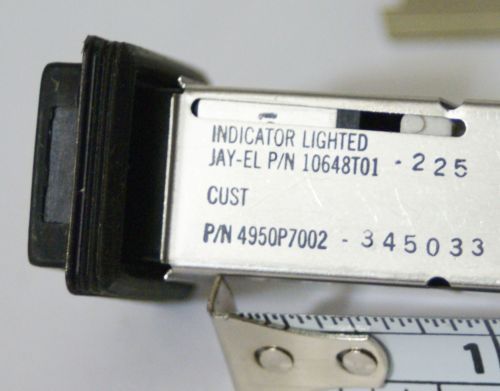 INDICATOR LIGHTED
JAY-EL P/N 10648T01 - 225
CUST
P/N 4950P7002 - 345033
1